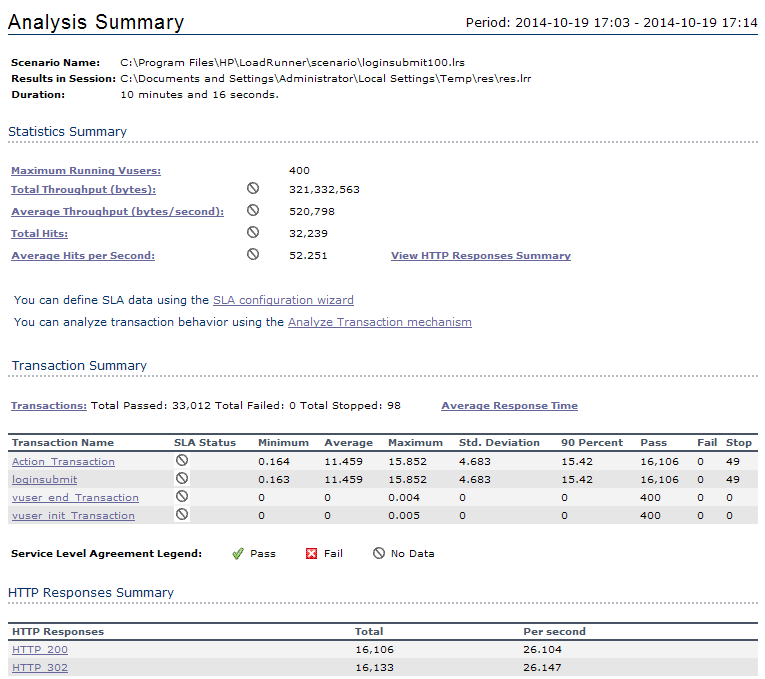 Analysis Summary Period: 2014-10-19 17:03 - 2014-10-19 17:14
Scenario Name: C:\Program Files\HP\LoadRunner\scenario\loginsubmit100.lrs
Results in Session: C:\Documents and Settings\Administrator\Local Settings\Temp\res\res.lrr
Duration: 10 minutes and 16 seconds.
Statistics Summary
Maximum Running Vusers: 400
Total Throughput (bytes): 321,332,563
Average Throughput (bytes/second): 520,798
Total Hits: 32,239
Average Hits per Second: 52.251 View HTTP Responses Summary
You can define SLA data using the SLA configuration wizard
You can analyze transaction behavior using the Analyze Transaction mechanism
Transaction Summary
Transactions: Total Passed: 33,012 Total Failed: 0 Total Stopped: 98 Average Response Time
Transaction Name SLA Status Minimum Average Maximum Std. Deviation 90 Percent Pass Fail Stop
Action_Transaction 0.164 11.459 15.852 4.683 15.42 16,106 0 49
loginsubmit 0.163 11.459 15.852 4.683 15.42 16,106 0 49
vuser_end_Transaction 0 0 0.004 0 0 400 0 0
vuser_init_Transaction 0 0 0.005 0 0 400 0 0
Service Level Agreement Legend: Pass Fail No Data
HTTP Responses Summary
HTTP Responses Total Per second
HTTP_200 16,106 26.104
HTTP_302 16,133 26.147